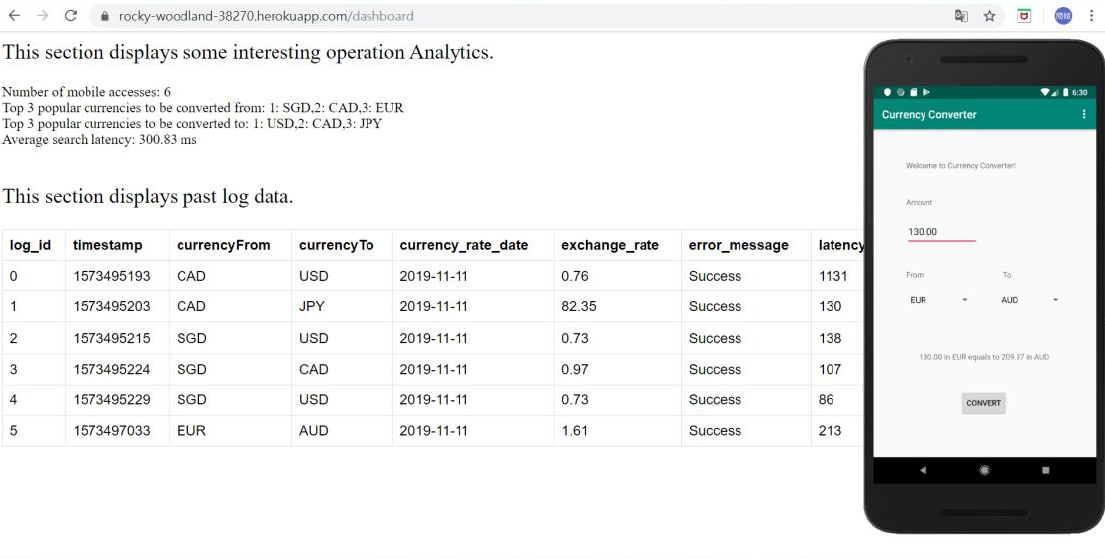 rocky-woodland-38270.herokuapp.com/dashboard
This section displays some interesting operation Analytics.
Number of mobile accesses: 6
Top 3 popular currencies to be converted from: 1: SGD,2: CAD,3: EUR
Top 3 popular currencies to be converted to: 1: USD,2: CAD,3: JPY
Average search latency: 300.83 ms
This section displays past log data.
log_id timestamp currencyFrom currencyTo currency_rate_date exchange_rate error_message latency
0 1573495193 CAD USD 2019-11-11 0.76 Success 1131
1 1573495203 CAD JPY 2019-11-11 82.35 Success 130
2 1573495215 SGD USD 2019-11-11 0.73 Success 138
3 1573495224 SGD CAD 2019-11-11 0.97 Success 107
4 1573495229 SGD USD 2019-11-11 0.73 Success 86
5 1573497033 EUR AUD 2019-11-11 1.61 Success 213
6:30
Currency Converter
Welcome to Currency Converter!
Amount
130.00
From To
EUR AUD
130.00 in EUR equals to 209.37 in AUD
CONVERT